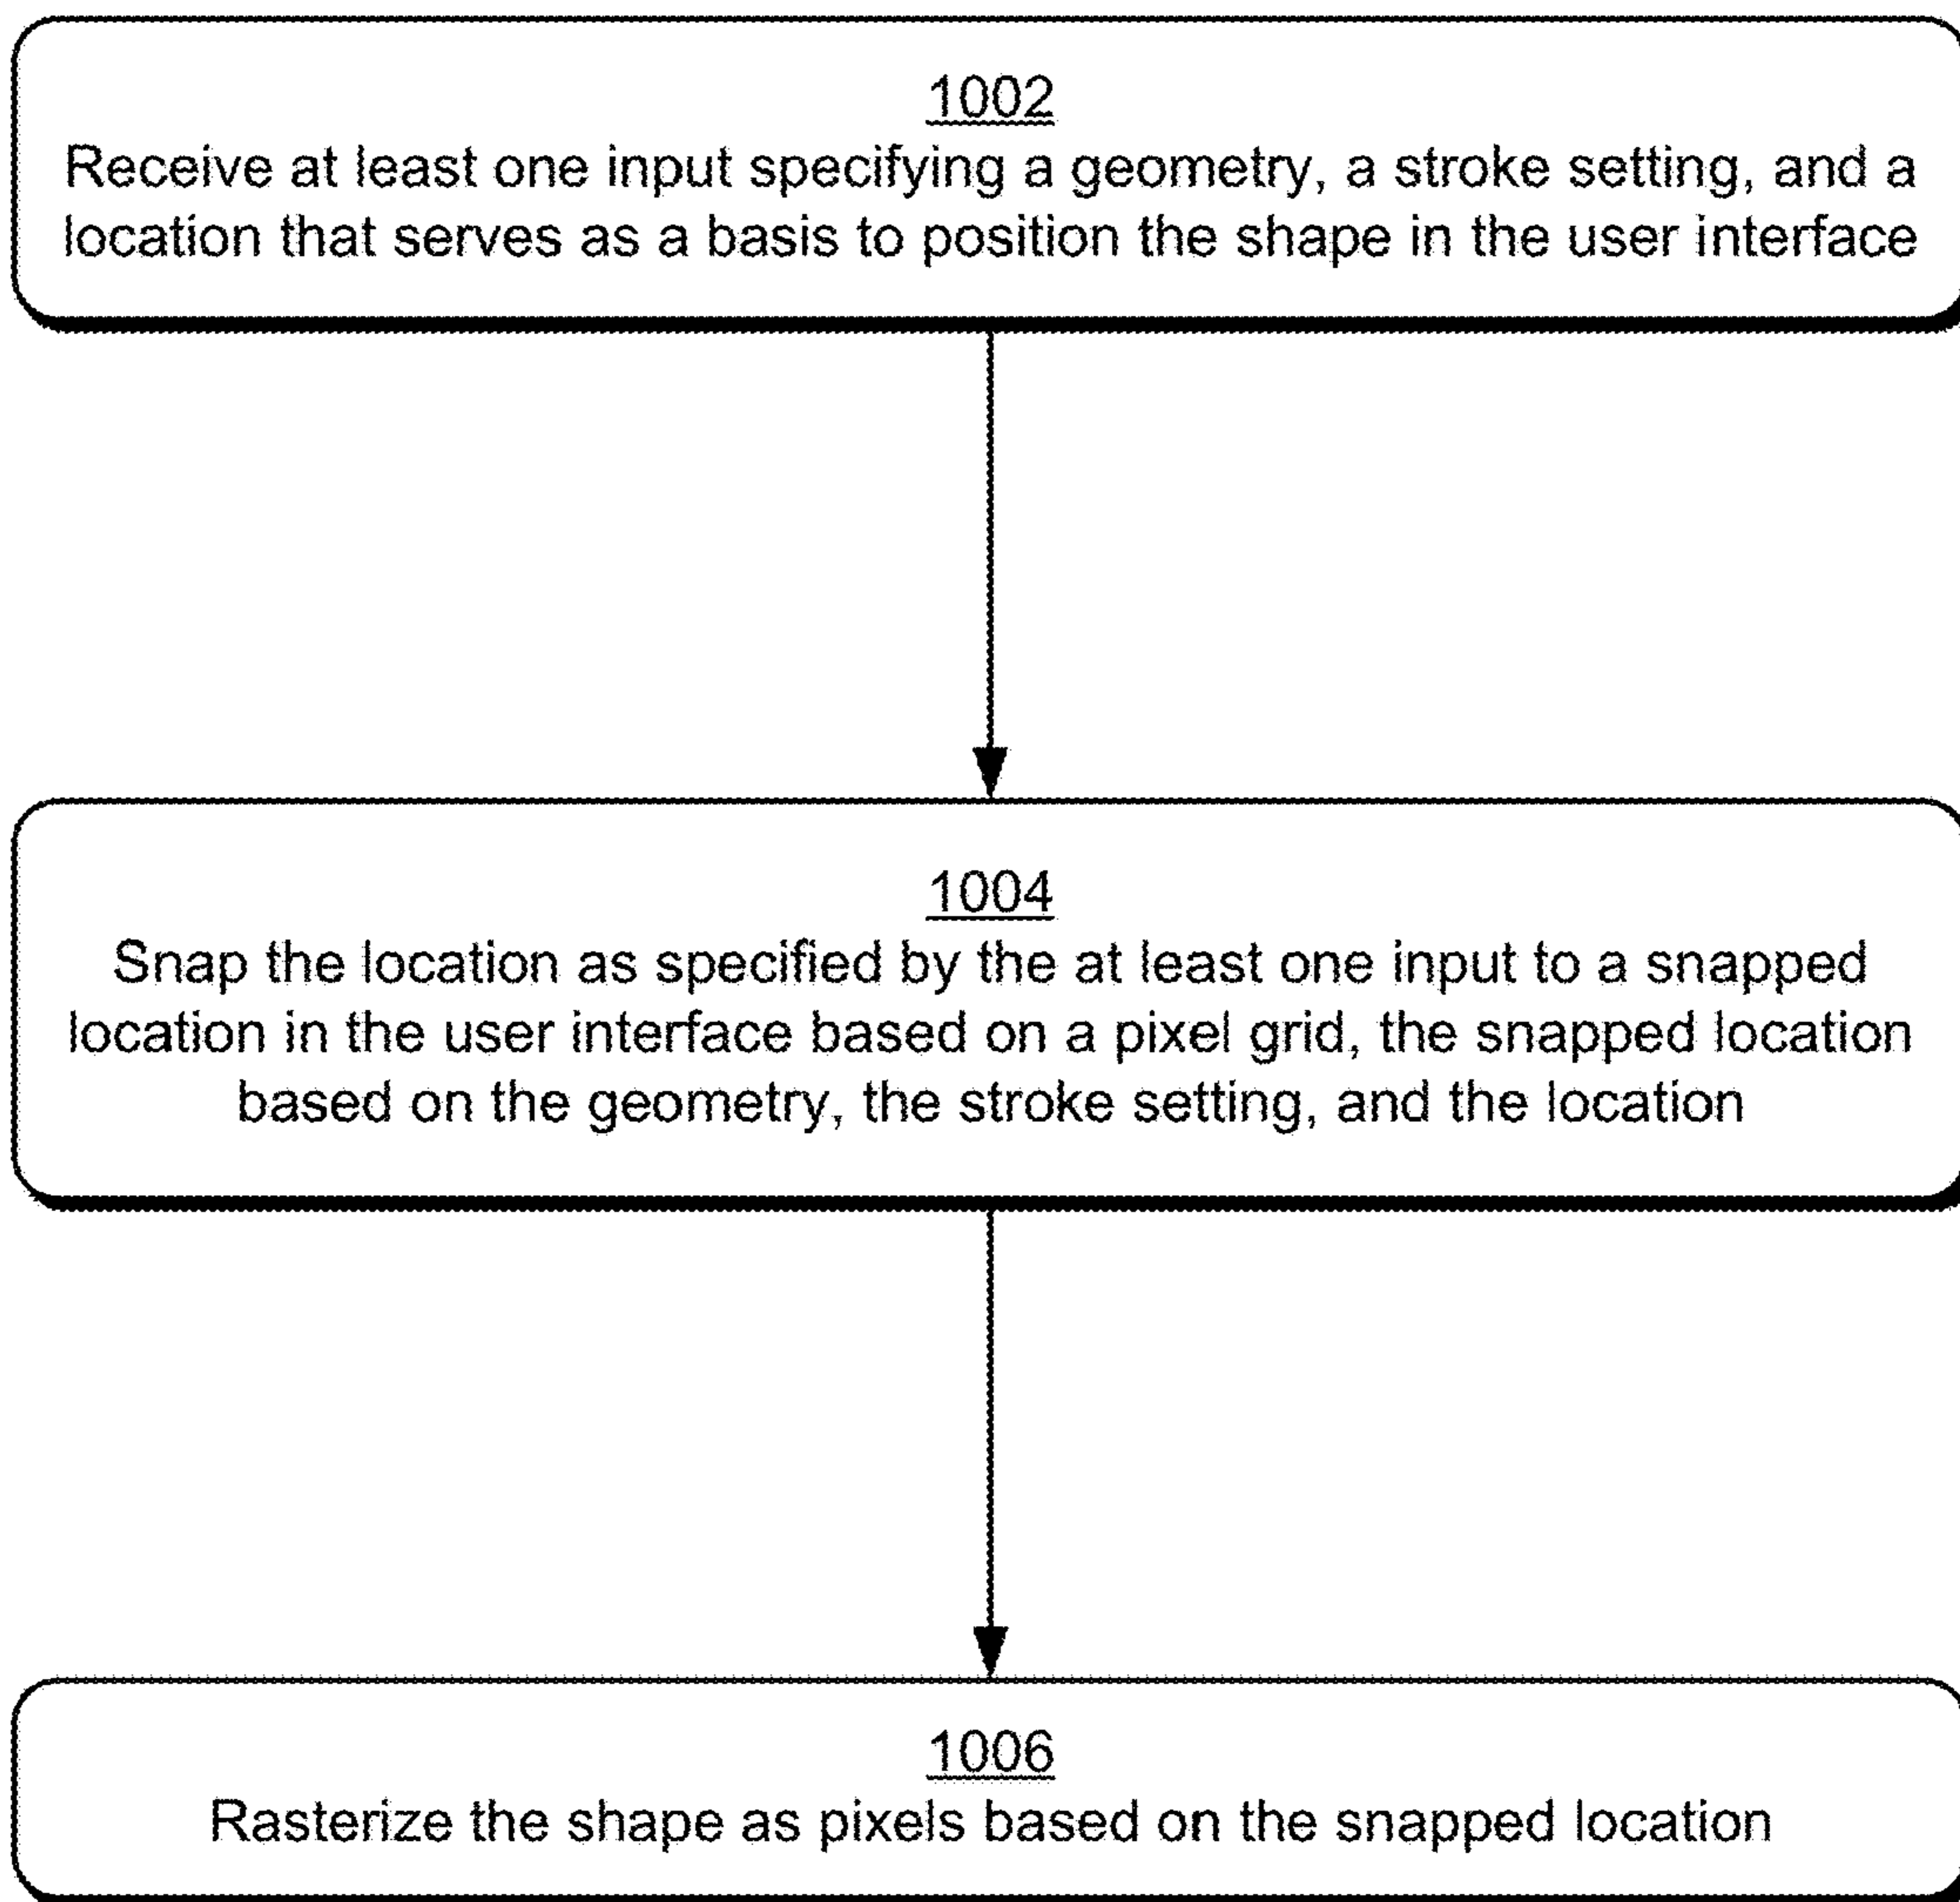 1002
Receive at least one input specifying a geometry, a stroke setting, and a
location that serves as a basis to position the shape in the user interface
1004
Snap the location as specified by the at least one input to a snapped
location in the user interface based on a pixel grid, the snapped location
based on the geometry, the stroke setting, and the location
1006
Rasterize the shape as pixels based on the snapped location